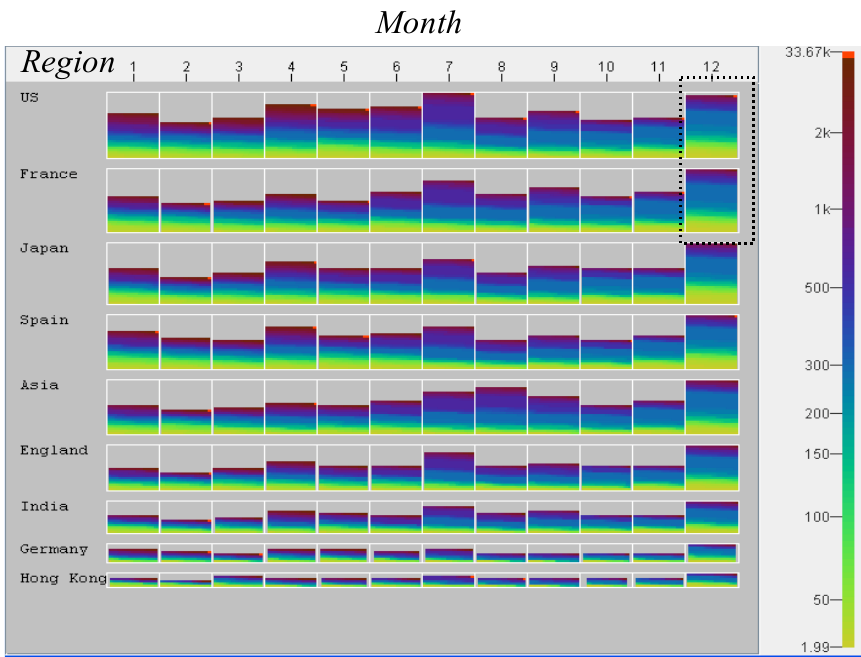 Month
Region
1 2 3 4 5 6 7 8 9 10 11 12
33.67k
US
2k
France
1k
Japan
500
Spain
300
Asia
200
England
150
India
100
Germany
Hong Kong
50
1.99